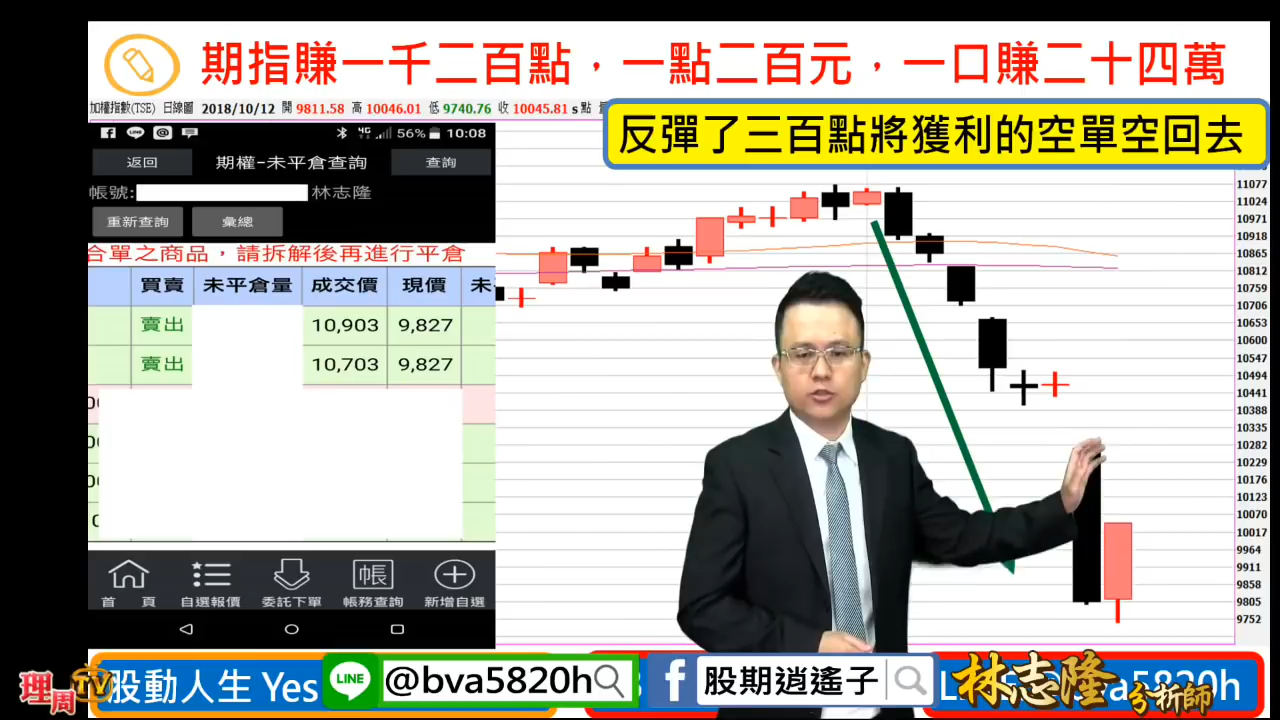 期指賺一千二百點，一點二百元，一口賺二十四萬
加權指數(TSE) 日線圖 2018/10/12 開 9811.58 高 10046.01 低 9740.76 收 10045.81 s 點
反彈了三百點將獲利的空單空回去
4G 56% 10:08
返回 期權-未平倉查詢 查詢
帳號: 林志隆
重新查詢 彙總
合單之商品，請拆解後再進行平倉
買賣 未平倉量 成交價 現價 未
賣出 10,903 9,827
賣出 10,703 9,827
首 頁 自選報價 委託下單 帳務查詢 新增自選
帳
11077
11024
10971
10918
10865
10812
10759
10706
10653
10600
10547
10494
10441
10388
10335
10282
10229
10176
10123
10070
10017
9964
9911
9858
9805
9752
理周TV
股動人生 Yes
LINE @bva5820h
f 股期逍遙子
林志隆 分析師